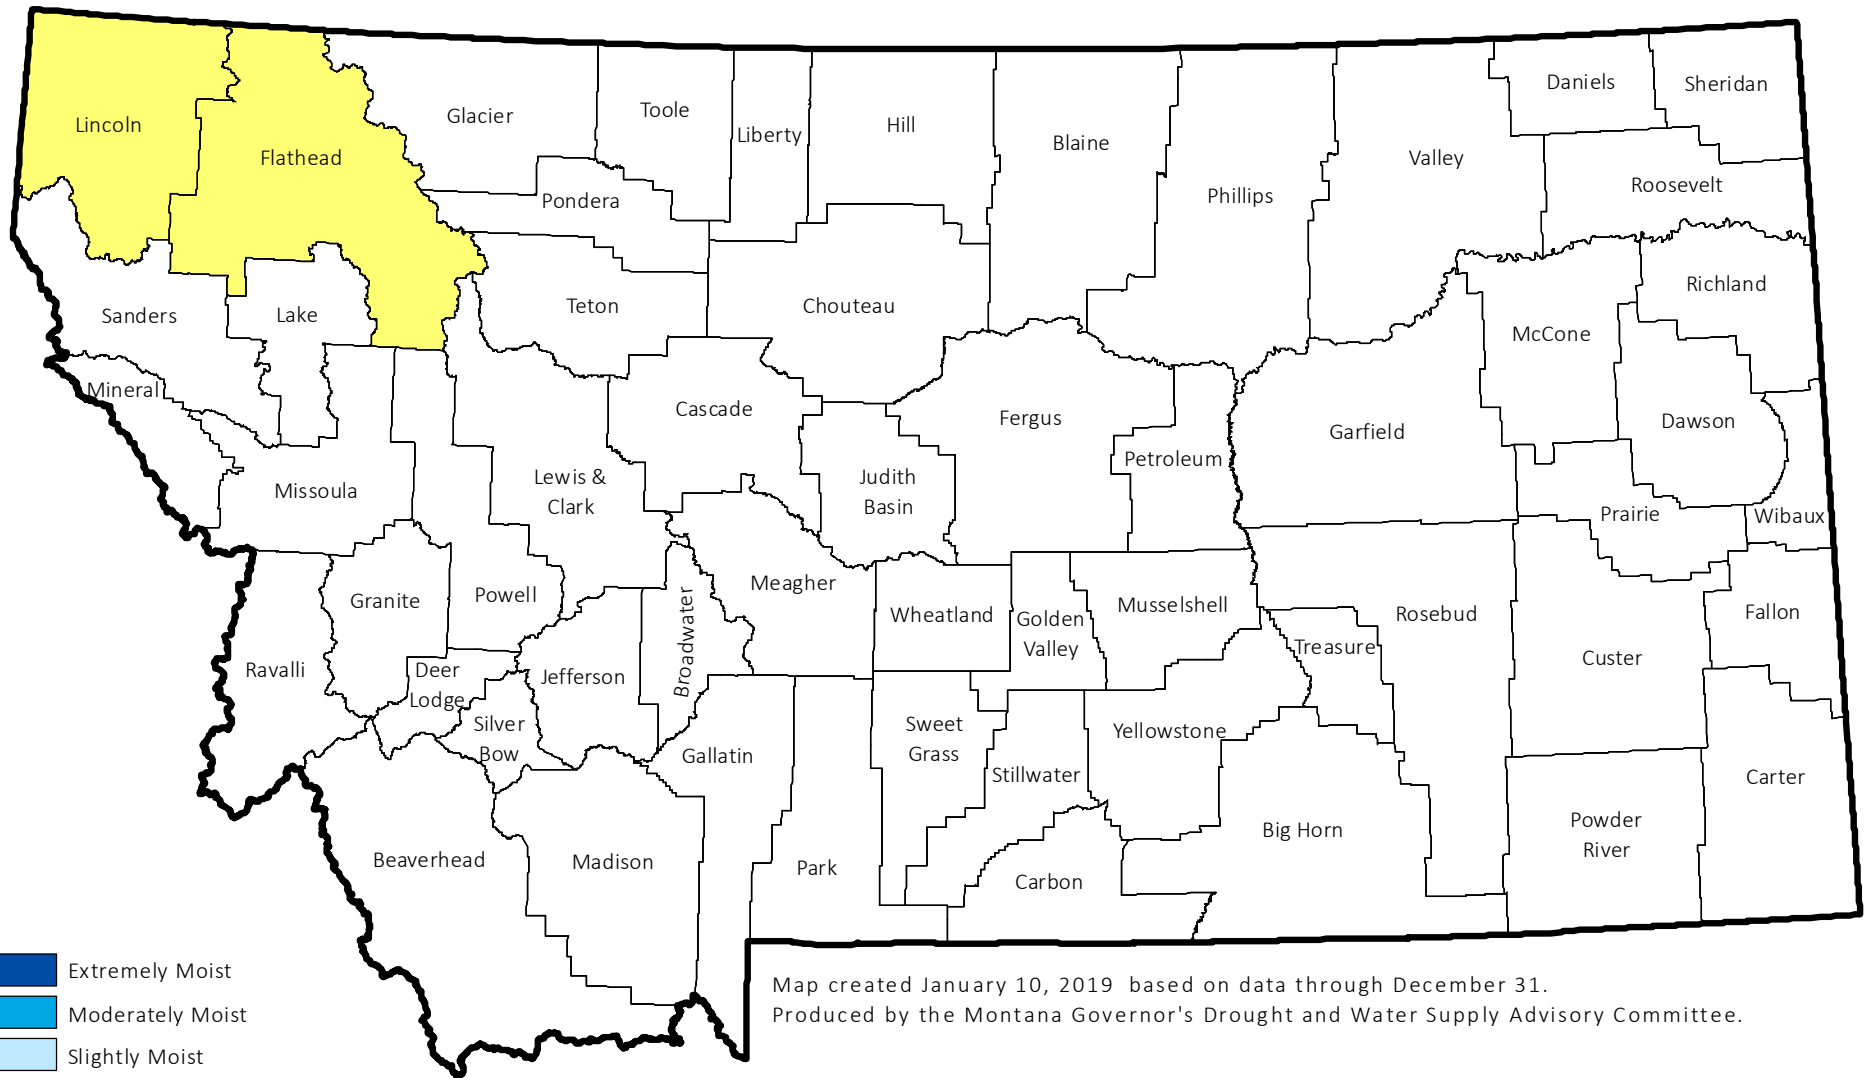 Lincoln
Flathead
Glacier
Toole
Liberty
Hill
Blaine
Phillips
Valley
Daniels
Sheridan
Roosevelt
Pondera
Teton
Chouteau
Sanders
Lake
Richland
McCone
Mineral
Cascade
Fergus
Garfield
Dawson
Petroleum
Judith
Basin
Lewis &
Clark
Missoula
Prairie
Wibaux
Granite
Powell
Meagher
Broadwater
Wheatland
Golden
Valley
Musselshell
Treasure
Rosebud
Fallon
Custer
Ravalli
Deer
Lodge
Jefferson
Silver
Bow
Gallatin
Sweet
Grass
Yellowstone
Stillwater
Carter
Big Horn
Powder
River
Beaverhead
Madison
Park
Carbon
Extremely Moist
Moderately Moist
Slightly Moist
Map created January 10, 2019 based on data through December 31.
Produced by the Montana Governor's Drought and Water Supply Advisory Committee.